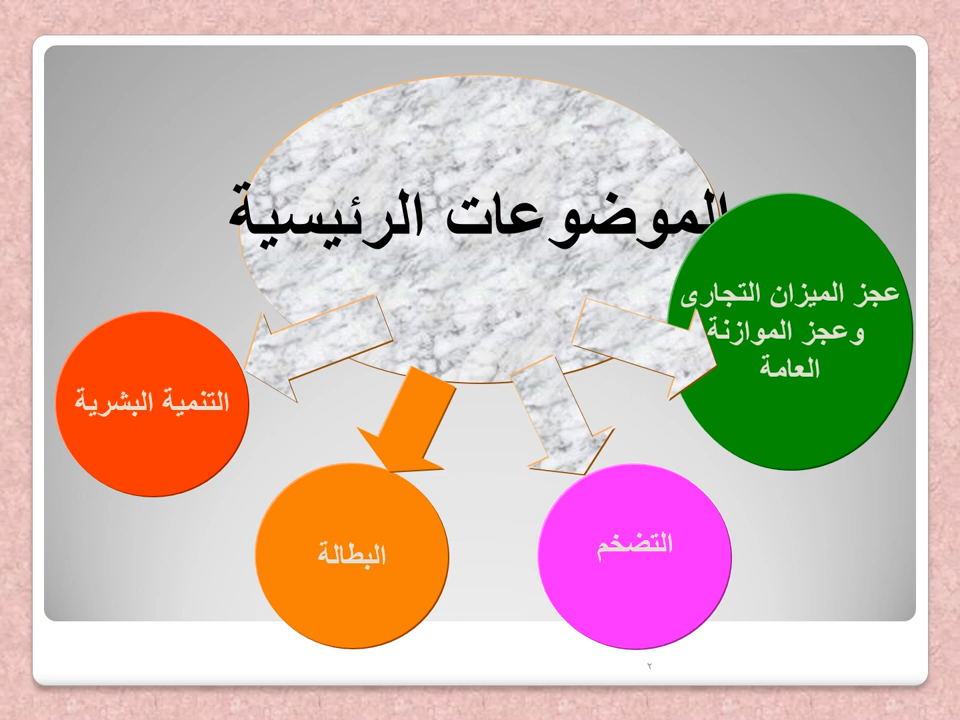 الموضوعات الرئيسية
عجز الميزان التجارى
وعجز الموازنة
العامة
التضخم
البطالة
التنمية البشرية
٢